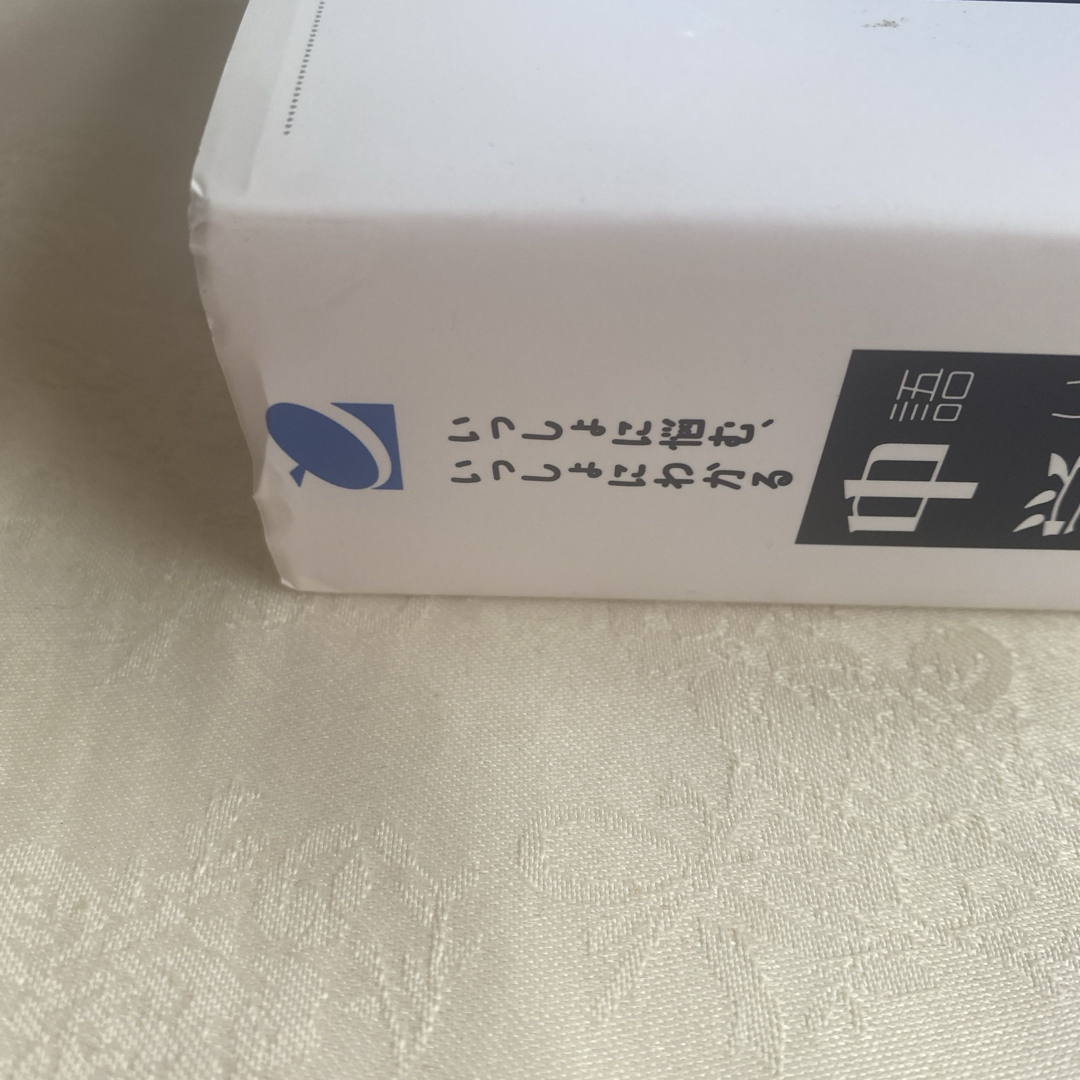 いっしょに悩む、
いっしょにわかる
語
中